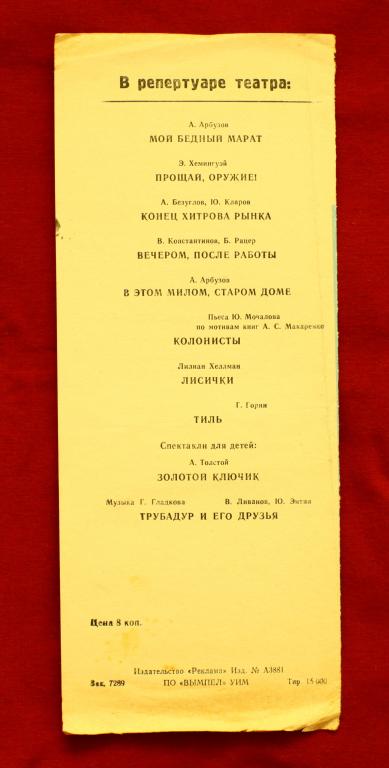 В репертуаре театра:
А. Арбузов
МОЙ БЕДНЫЙ МАРАТ
Э. Хемингуэй
ПРОЩАЙ, ОРУЖИЕ!
А. Безуглов, Ю. Кларов
КОНЕЦ ХИТРОВА РЫНКА
В. Константинов, Б. Рацер
ВЕЧЕРОМ, ПОСЛЕ РАБОТЫ
А. Арбузов
В ЭТОМ МИЛОМ, СТАРОМ ДОМЕ
Пьеса Ю. Мочалова
по мотивам книг А. С. Макаренко
КОЛОНИСТЫ
Лилиан Хеллман
ЛИСИЧКИ
Г. Горин
ТИЛЬ
Спектакли для детей:
А. Толстой
ЗОЛОТОЙ КЛЮЧИК
Музыка Г. Гладкова В. Ливанов, Ю. Энтин
ТРУБАДУР И ЕГО ДРУЗЬЯ
Цена 8 коп.
Издательство «Реклама» Изд. № А3881
Зак. 7289 ПО «ВЫМПЕЛ» УИМ Тир. 15 000